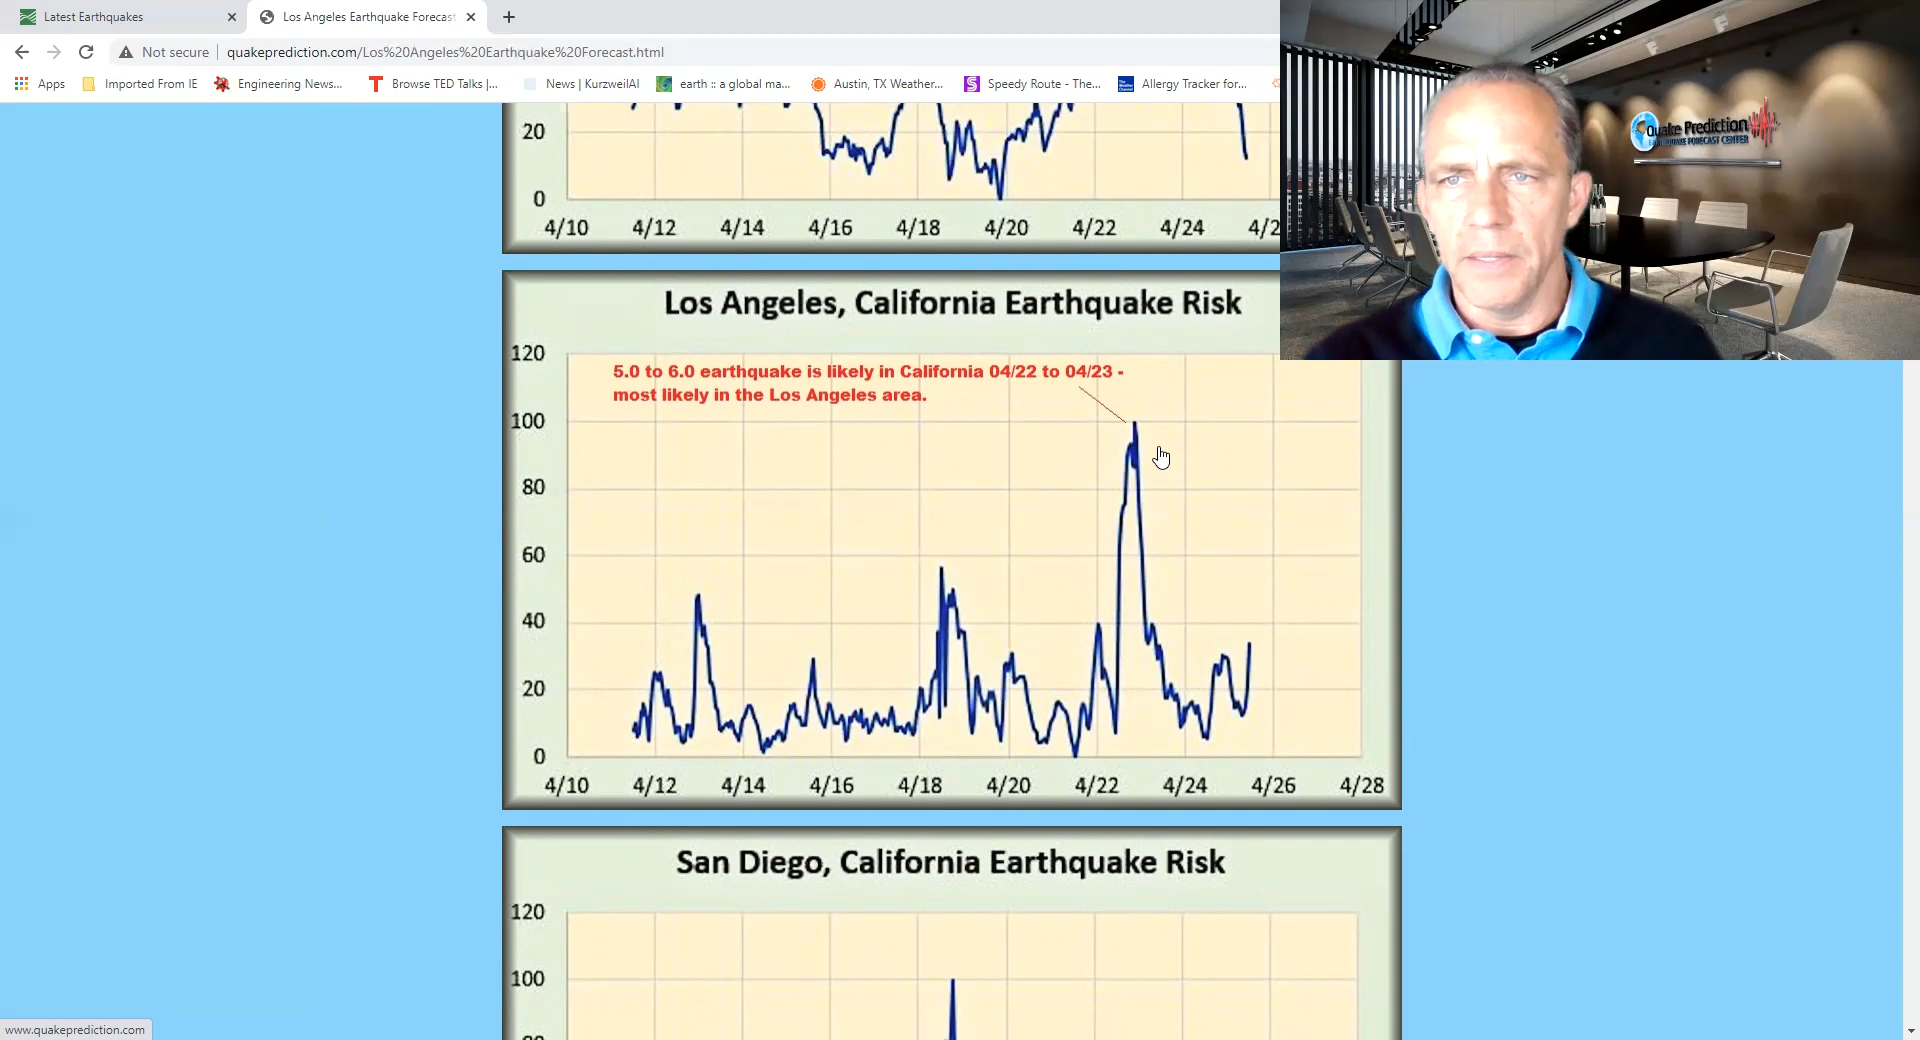 Latest Earthquakes
Los Angeles Earthquake Forecast
Not secure
quakeprediction.com/Los%20Angeles%20Earthquake%20Forecast.html
Apps
Imported From IE
Engineering News...
Browse TED Talks |...
News | KurzweilAI
earth :: a global ma...
Austin, TX Weather...
Speedy Route - The...
Allergy Tracker for...
Quake Prediction
EARTHQUAKE FORECAST CENTER
20
0
4/10 4/12 4/14 4/16 4/18 4/20 4/22 4/24 4/2
Los Angeles, California Earthquake Risk
120
5.0 to 6.0 earthquake is likely in California 04/22 to 04/23 -
most likely in the Los Angeles area.
100
80
60
40
20
0
4/10 4/12 4/14 4/16 4/18 4/20 4/22 4/24 4/26 4/28
San Diego, California Earthquake Risk
120
100
www.quakeprediction.com